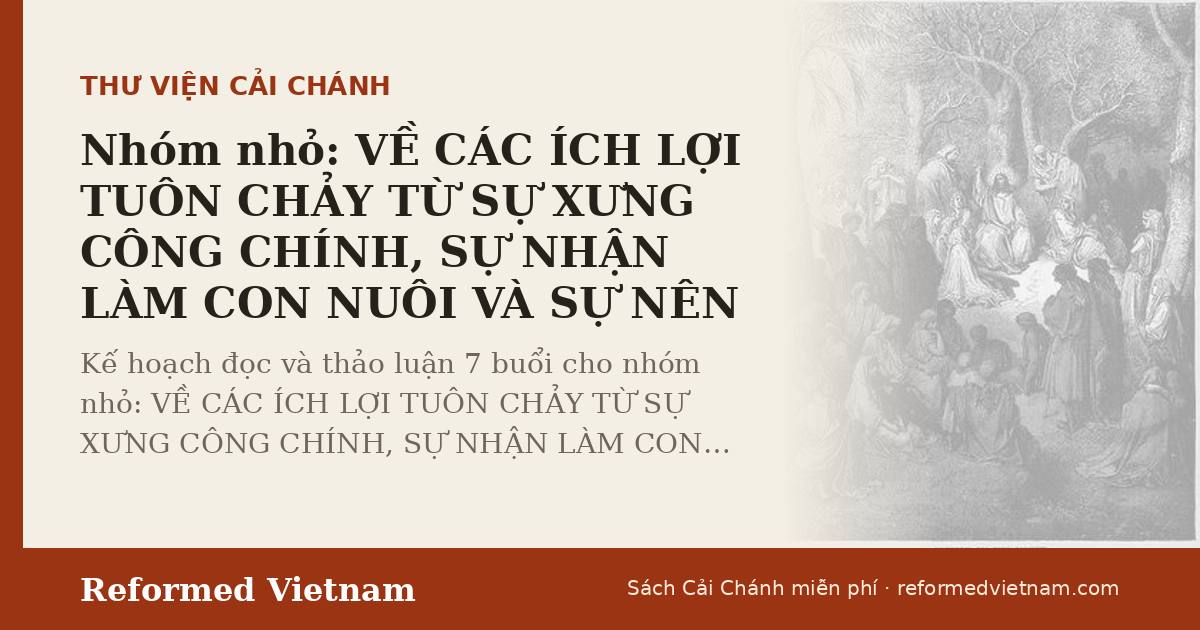 THƯ VIỆN CẢI CHÁNH
Nhóm nhỏ: VỀ CÁC ÍCH LỢI
TUÔN CHẢY TỪ SỰ XƯNG
CÔNG CHÍNH, SỰ NHẬN
LÀM CON NUÔI VÀ SỰ NÊN
Kế hoạch đọc và thảo luận 7 buổi cho nhóm
nhỏ: VỀ CÁC ÍCH LỢI TUÔN CHẢY TỪ SỰ
XƯNG CÔNG CHÍNH, SỰ NHẬN LÀM CON...
Reformed Vietnam
Sách Cải Chánh miễn phí · reformedvietnam.com